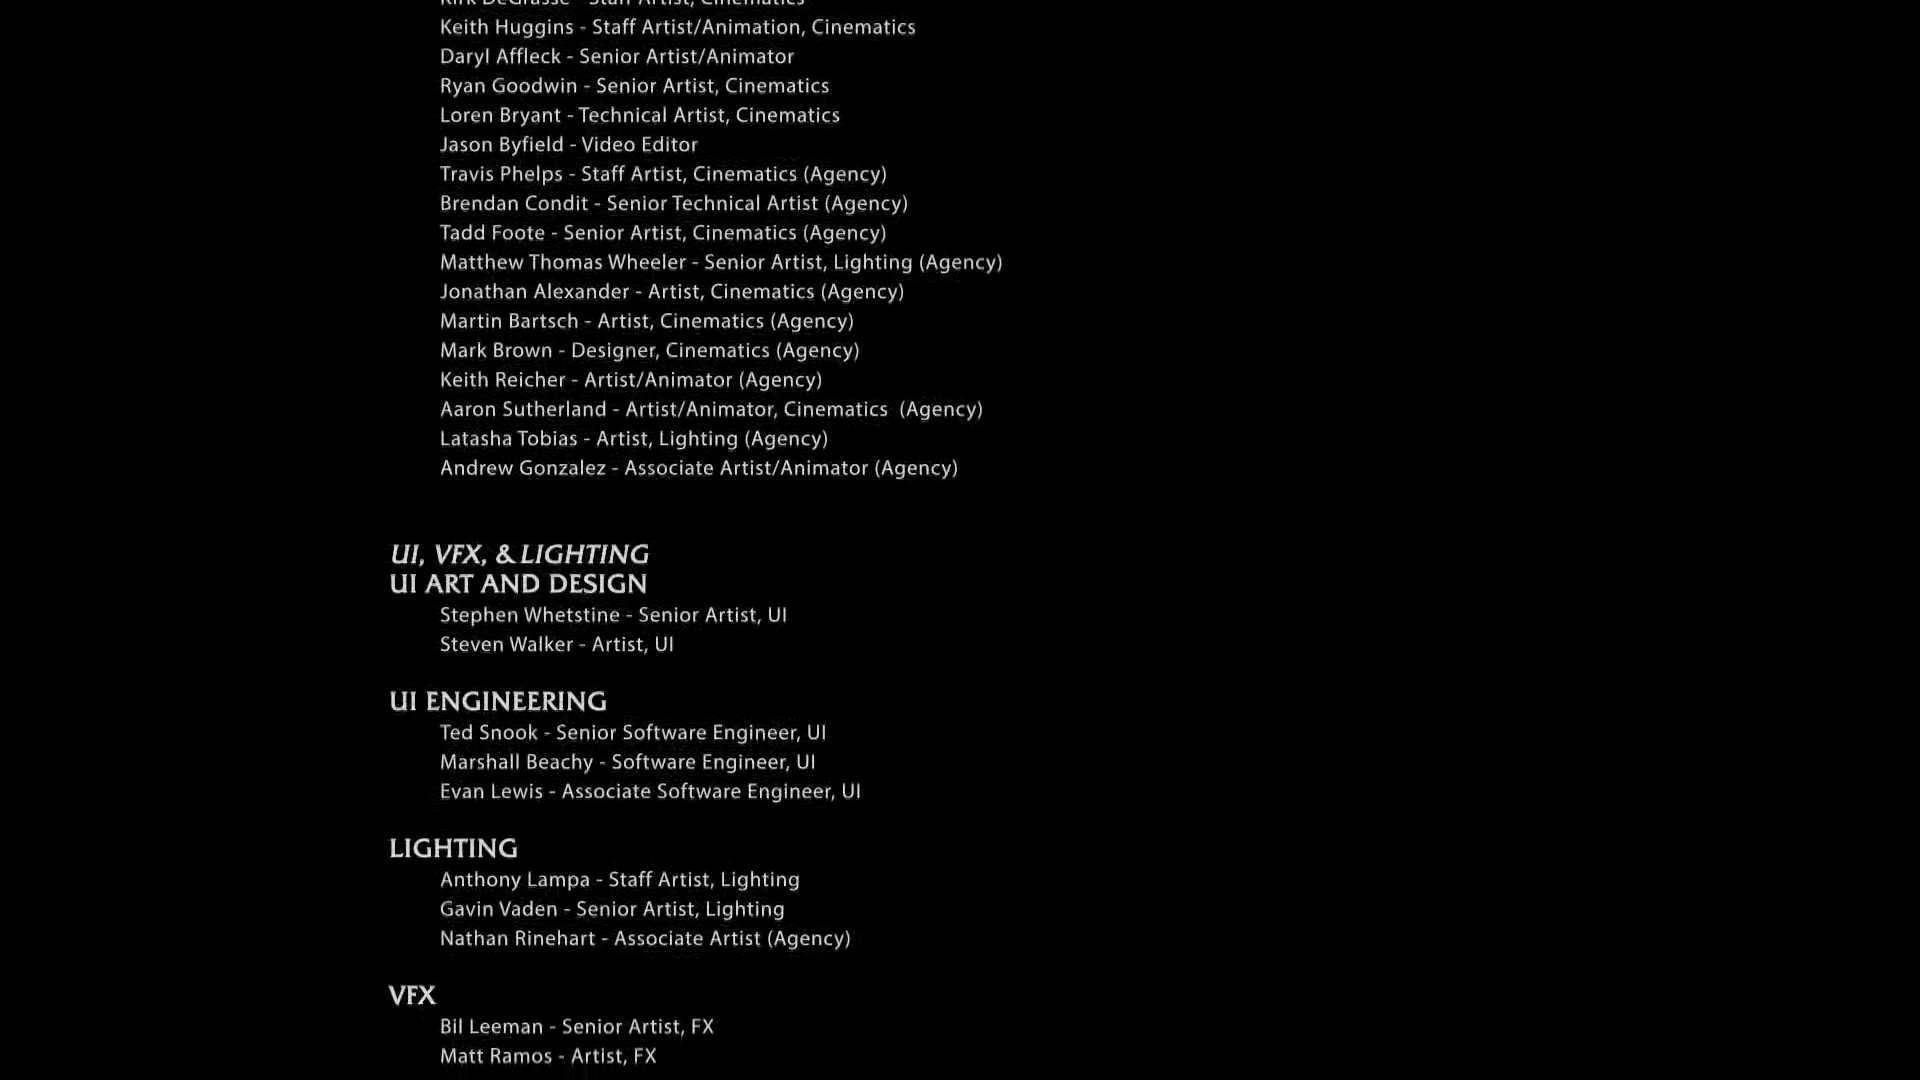 Kirk DeGrasse - Staff Artist, Cinematics
Keith Huggins - Staff Artist/Animation, Cinematics
Daryl Affleck - Senior Artist/Animator
Ryan Goodwin - Senior Artist, Cinematics
Loren Bryant - Technical Artist, Cinematics
Jason Byfield - Video Editor
Travis Phelps - Staff Artist, Cinematics (Agency)
Brendan Condit - Senior Technical Artist (Agency)
Tadd Foote - Senior Artist, Cinematics (Agency)
Matthew Thomas Wheeler - Senior Artist, Lighting (Agency)
Jonathan Alexander - Artist, Cinematics (Agency)
Martin Bartsch - Artist, Cinematics (Agency)
Mark Brown - Designer, Cinematics (Agency)
Keith Reicher - Artist/Animator (Agency)
Aaron Sutherland - Artist/Animator, Cinematics  (Agency)
Latasha Tobias - Artist, Lighting (Agency)
Andrew Gonzalez - Associate Artist/Animator (Agency)
UI, VFX, & LIGHTING
UI ART AND DESIGN
Stephen Whetstine - Senior Artist, UI
Steven Walker - Artist, UI
UI ENGINEERING
Ted Snook - Senior Software Engineer, UI
Marshall Beachy - Software Engineer, UI
Evan Lewis - Associate Software Engineer, UI
LIGHTING
Anthony Lampa - Staff Artist, Lighting
Gavin Vaden - Senior Artist, Lighting
Nathan Rinehart - Associate Artist (Agency)
VFX
Bil Leeman - Senior Artist, FX
Matt Ramos - Artist, FX